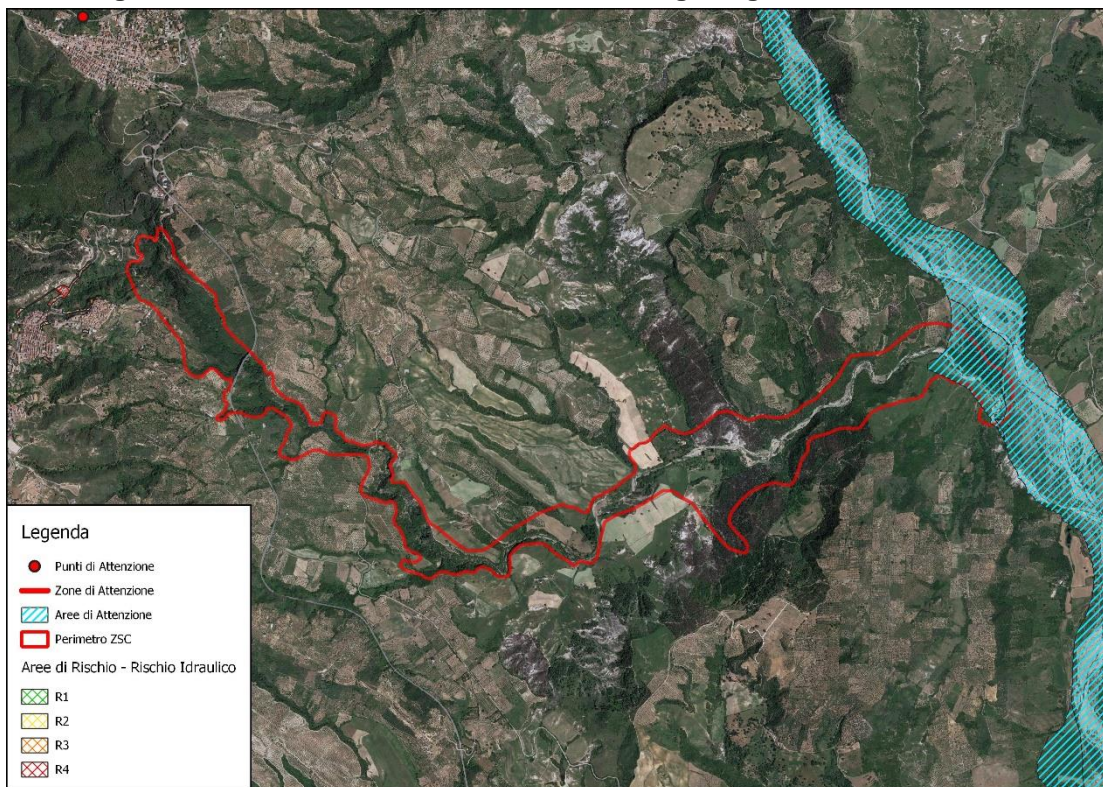 Legenda
Punti di Attenzione
Zone di Attenzione
Aree di Attenzione
Perimetro ZSC
Aree di Rischio - Rischio Idraulico
R1
R2
R3
R4